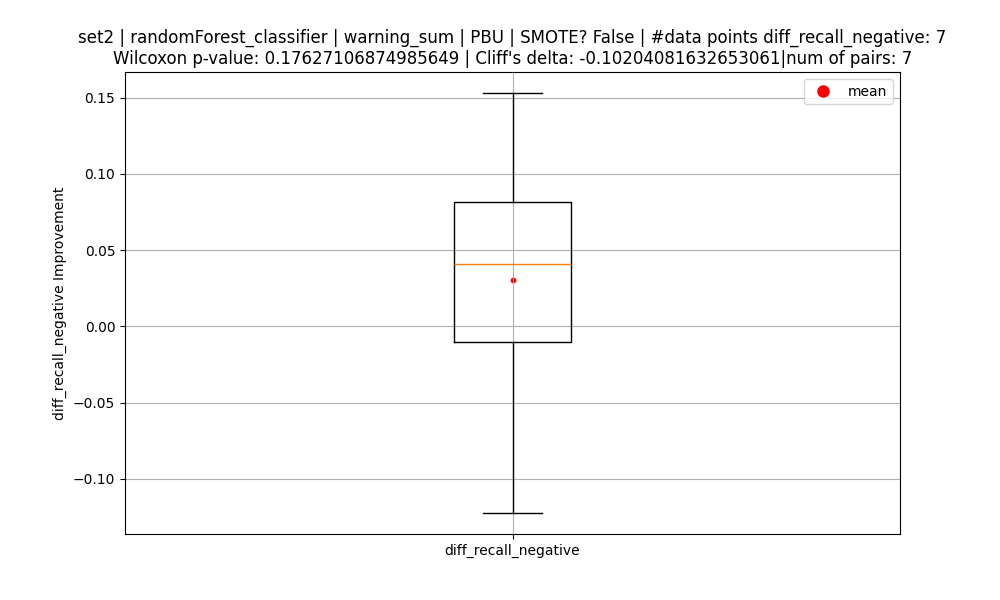 set2 | randomForest_classifier | warning_sum | PBU | SMOTE? False | #data points diff_recall_negative: 7
Wilcoxon p-value: 0.17627106874985649 | Cliff's delta: -0.10204081632653061|num of pairs: 7
mean
0.15
0.10
0.05
0.00
−0.05
−0.10
diff_recall_negative Improvement
diff_recall_negative